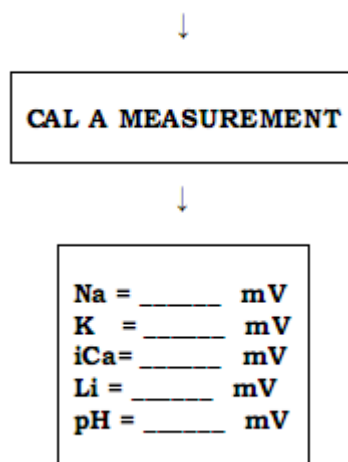 ↓
CAL A MEASUREMENT
↓
Na = ______ mV
K = ______ mV
iCa= ______ mV
Li = ______ mV
pH = ______ mV